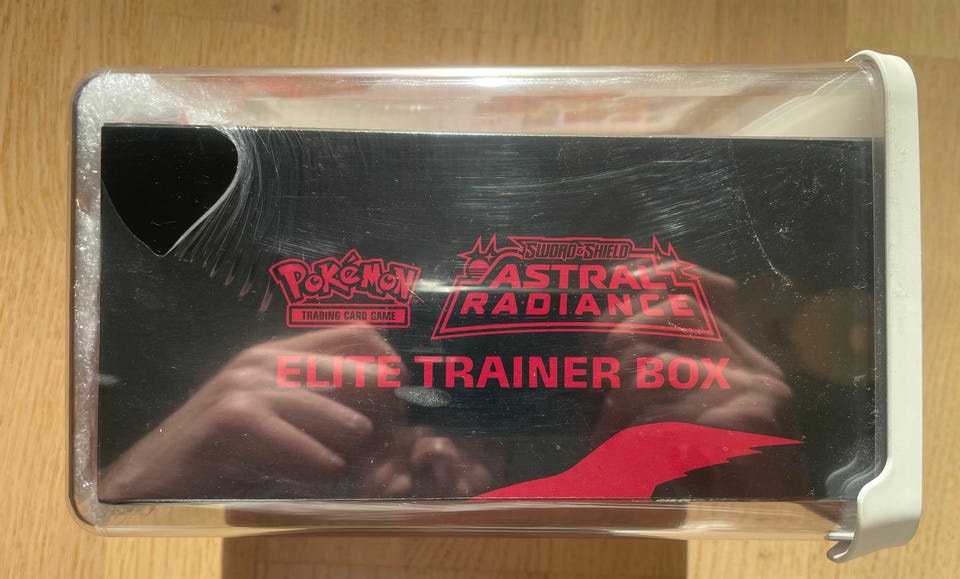 Pokémon
TRADING CARD GAME
SWORD & SHIELD
ASTRAL
RADIANCE
ELITE TRAINER BOX